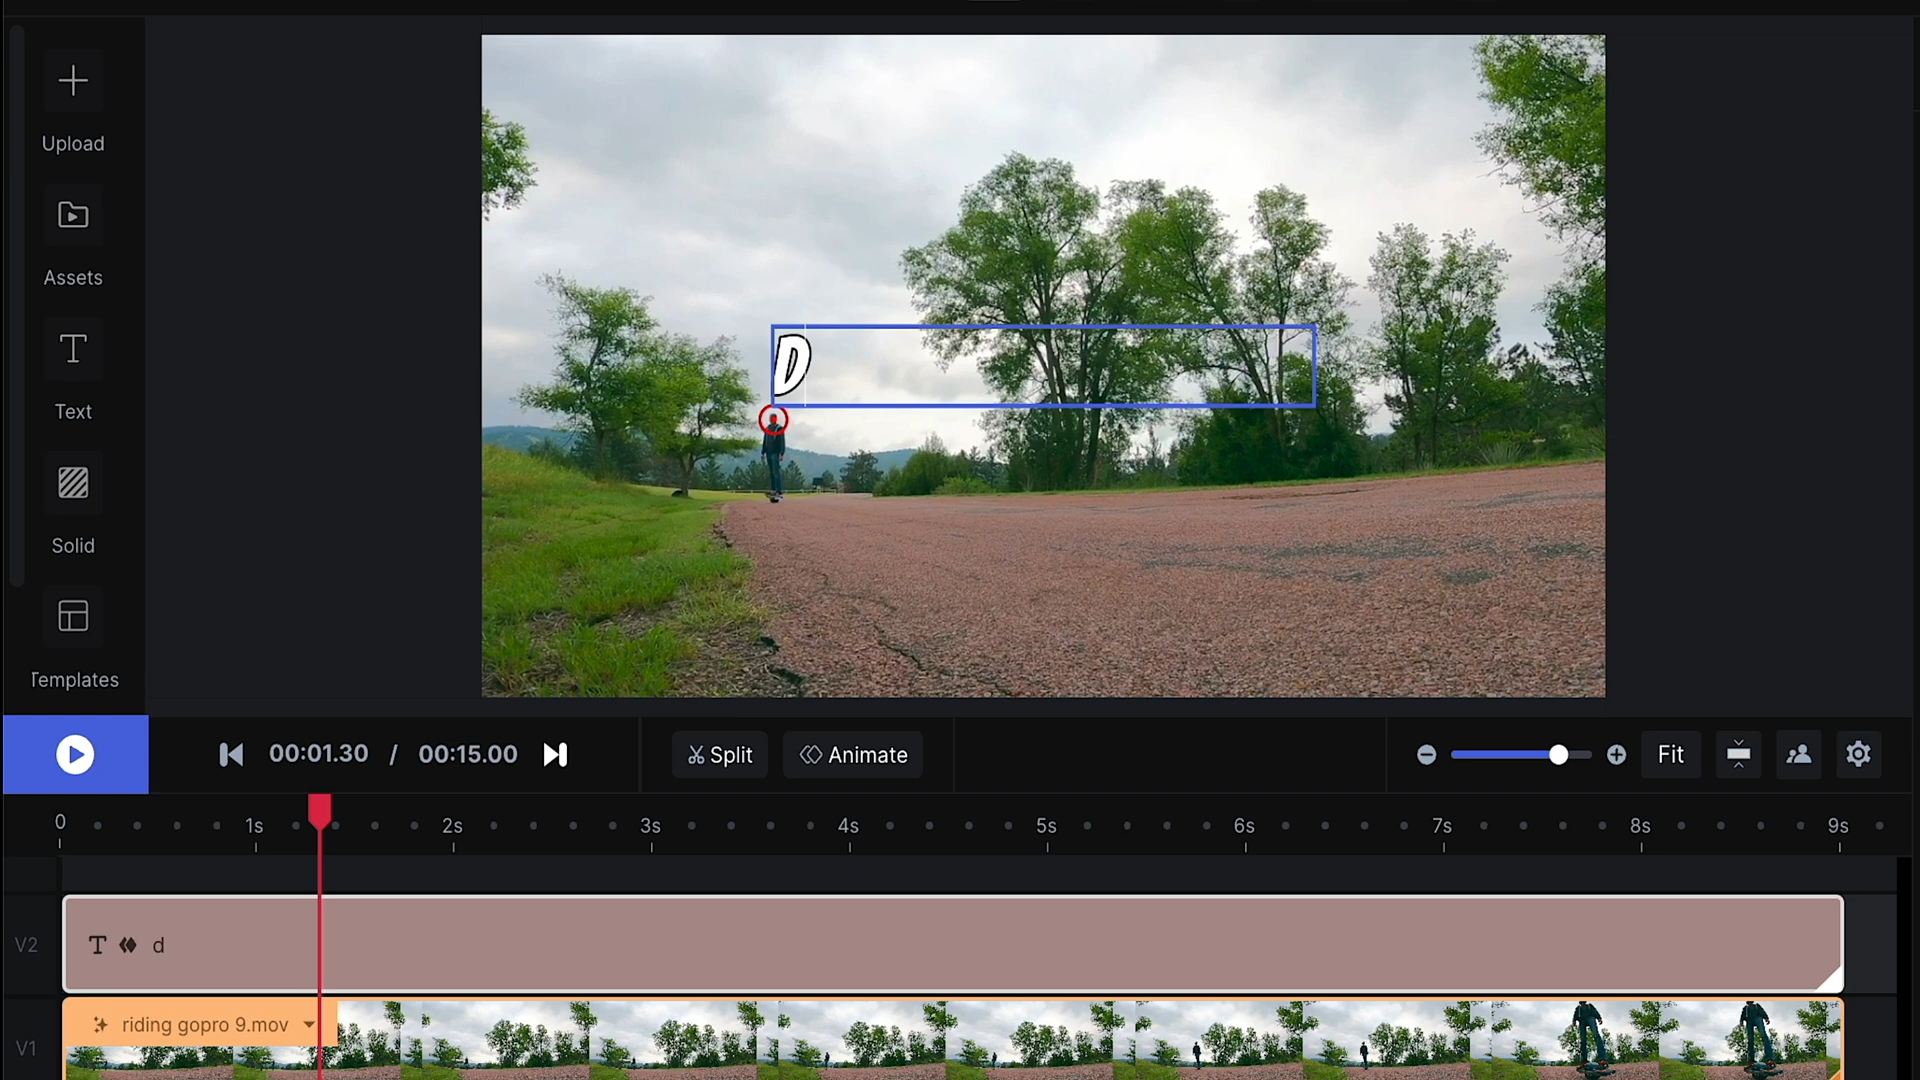 Upload
Assets
Text
Solid
Templates
D
00:01.30 / 00:15.00
Split
Animate
Fit
0 1s 2s 3s 4s 5s 6s 7s 8s 9s
V2
d
V1
riding gopro 9.mov